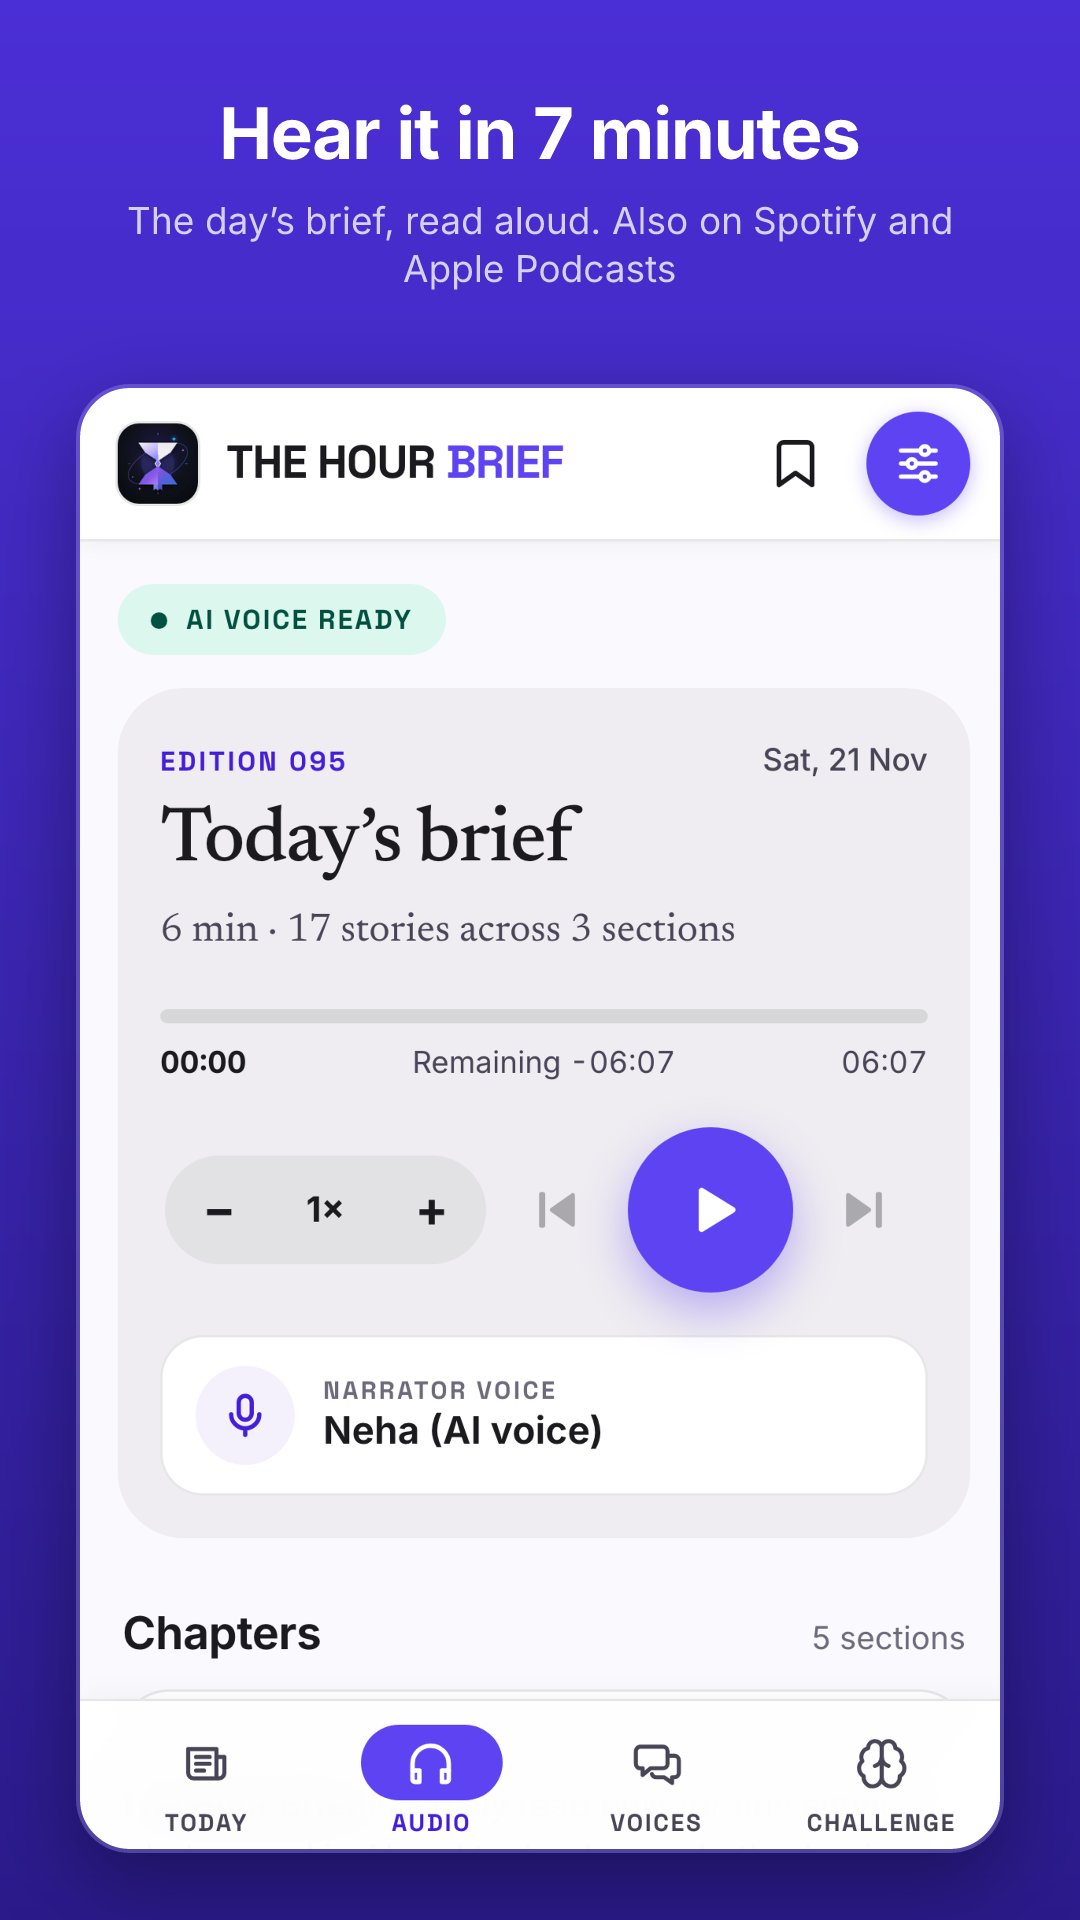 Hear it in 7 minutes
The day’s brief, read aloud. Also on Spotify and
Apple Podcasts
THE HOUR BRIEF
AI VOICE READY
EDITION 095
Sat, 21 Nov
Today’s brief
6 min · 17 stories across 3 sections
00:00
Remaining -06:07
06:07
− 1× +
NARRATOR VOICE
Neha (AI voice)
Chapters
5 sections
TODAY
AUDIO
VOICES
CHALLENGE